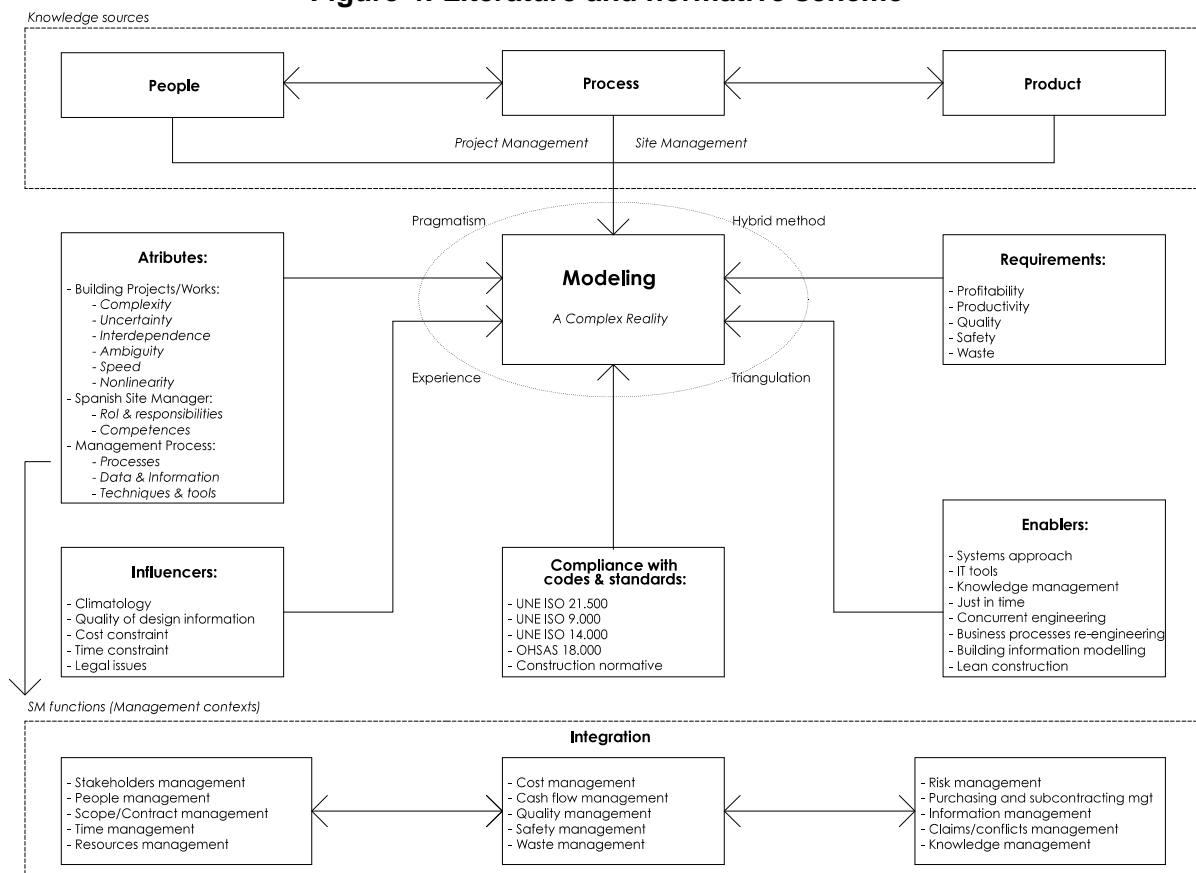 Figure 1. Literature and normative scheme
Knowledge sources
People
Process
Product
Project Management
Site Management
Pragmatism
Hybrid method
Modeling
A Complex Reality
Experience
Triangulation
Atributes:
- Building Projects/Works:
- Complexity
- Uncertainty
- Interdependence
- Ambiguity
- Speed
- Nonlinearity
- Spanish Site Manager:
- Rol & responsibilities
- Competences
- Management Process:
- Processes
- Data & Information
- Techniques & tools
Requirements:
- Profitability
- Productivity
- Quality
- Safety
- Waste
Influencers:
- Climatology
- Quality of design information
- Cost constraint
- Time constraint
- Legal issues
Compliance with
codes & standards:
- UNE ISO 21.500
- UNE ISO 9.000
- UNE ISO 14.000
- OHSAS 18.000
- Construction normative
Enablers:
- Systems approach
- IT tools
- Knowledge management
- Just in time
- Concurrent engineering
- Business processes re-engineering
- Building information modelling
- Lean construction
SM functions (Management contexts)
Integration
- Stakeholders management
- People management
- Scope/Contract management
- Time management
- Resources management
- Cost management
- Cash flow management
- Quality management
- Safety management
- Waste management
- Risk management
- Purchasing and subcontracting mgt
- Information management
- Claims/conflicts management
- Knowledge management